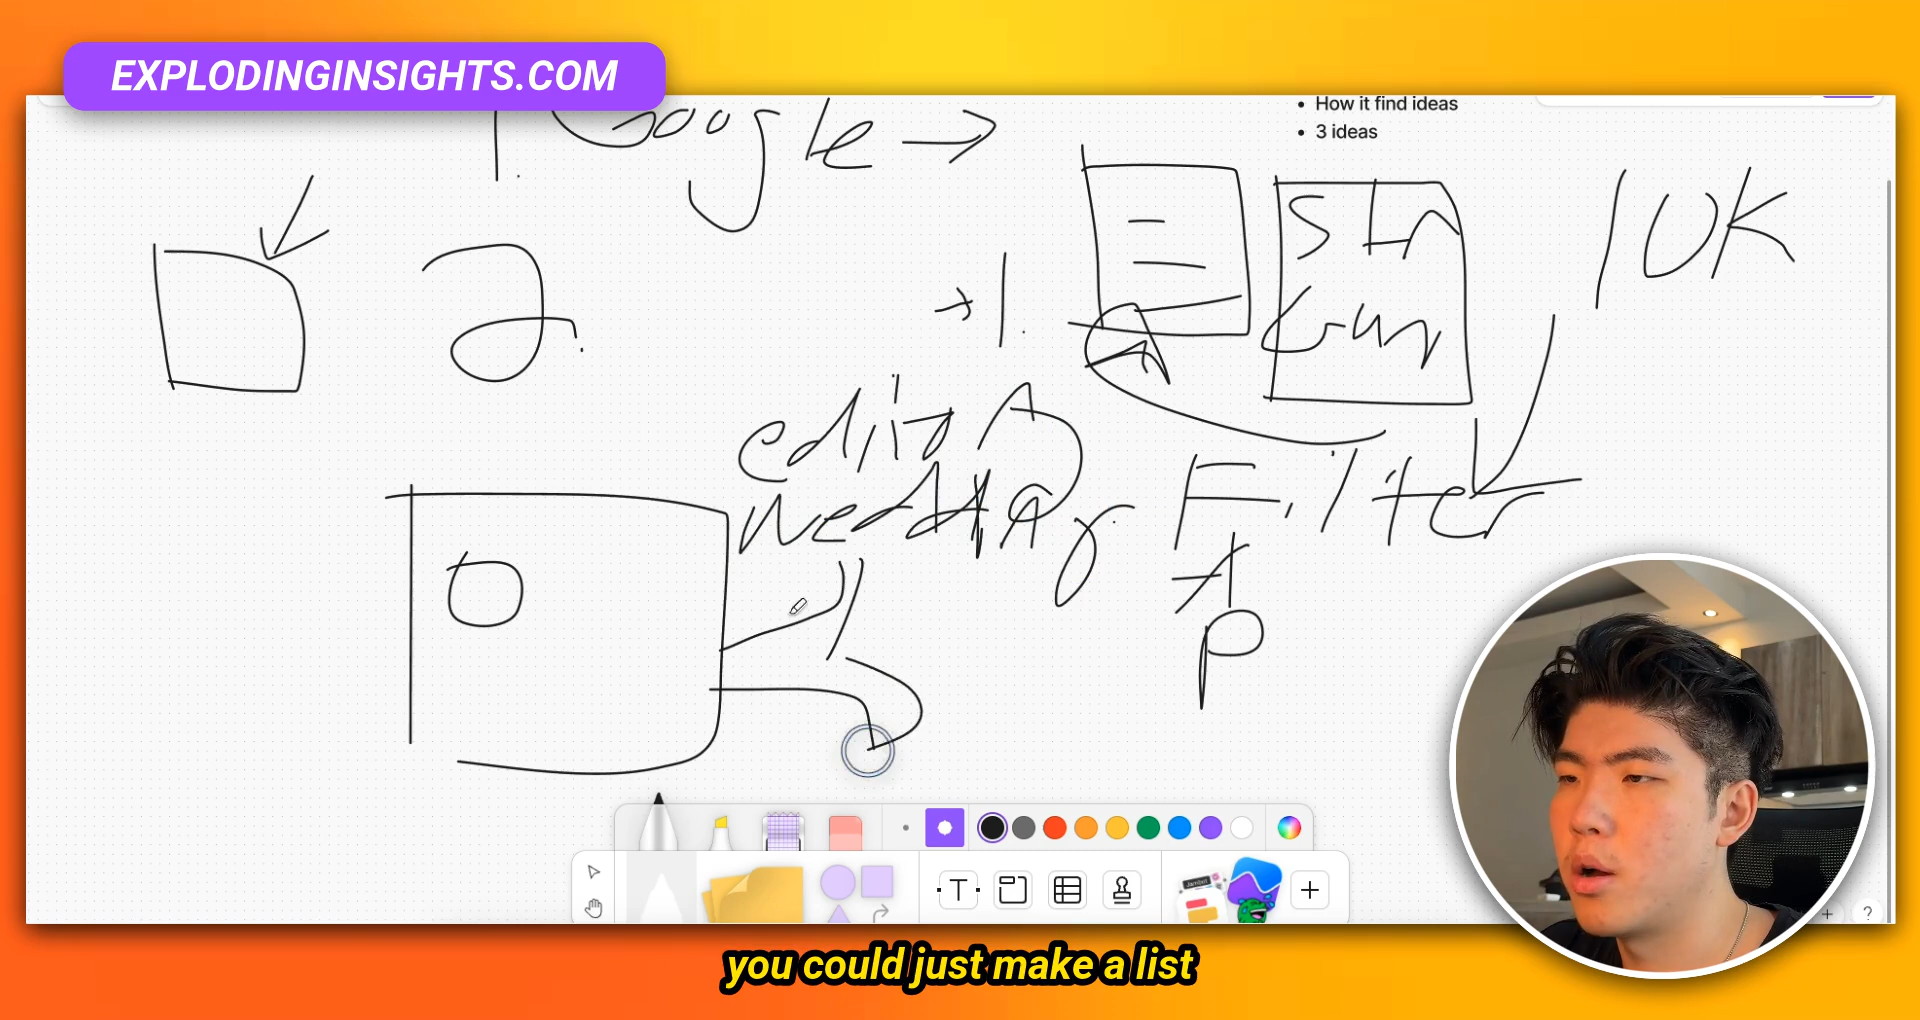 EXPLODINGINSIGHTS.COM
• How it find ideas
• 3 ideas
1. Google →
10K
2.
→ 1.
Filter
P
T
?
you could just make a list